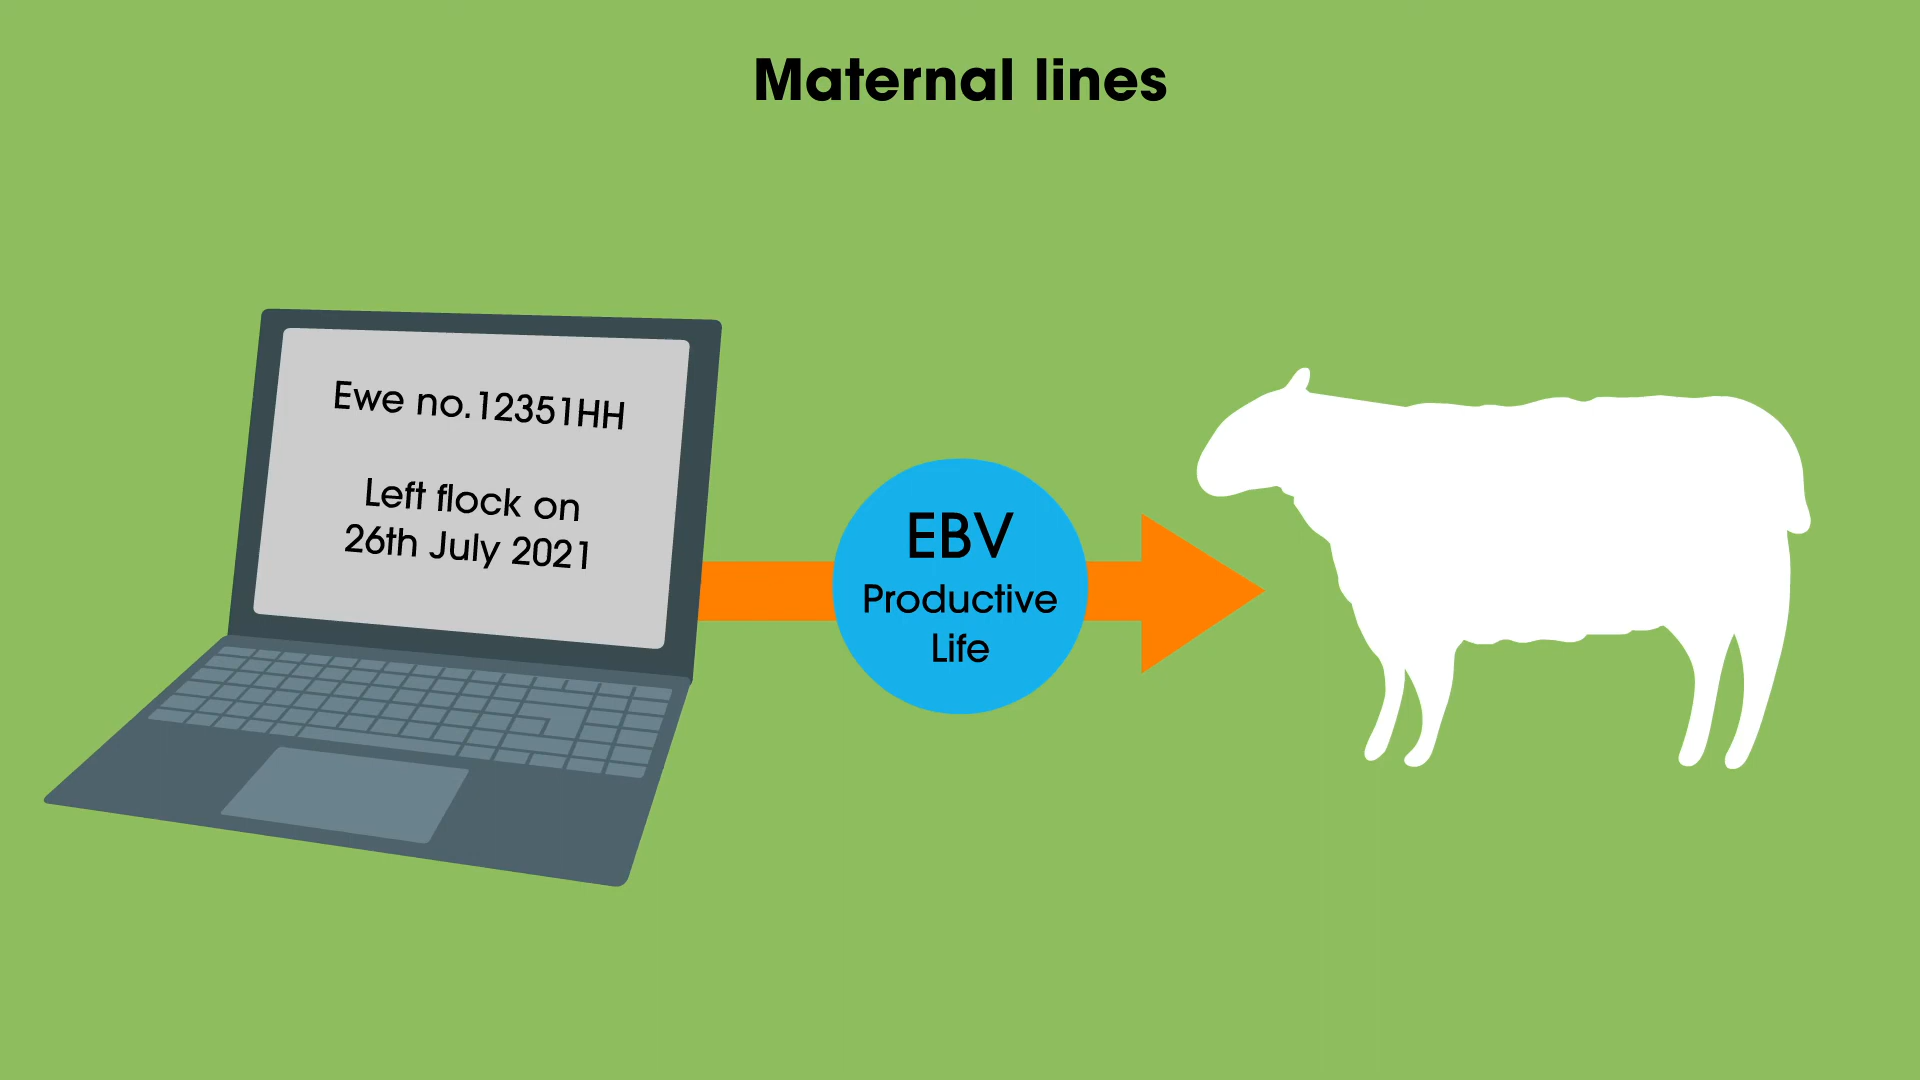 Maternal lines
Ewe no.12351HH
Left flock on
26th July 2021
EBV
Productive
Life